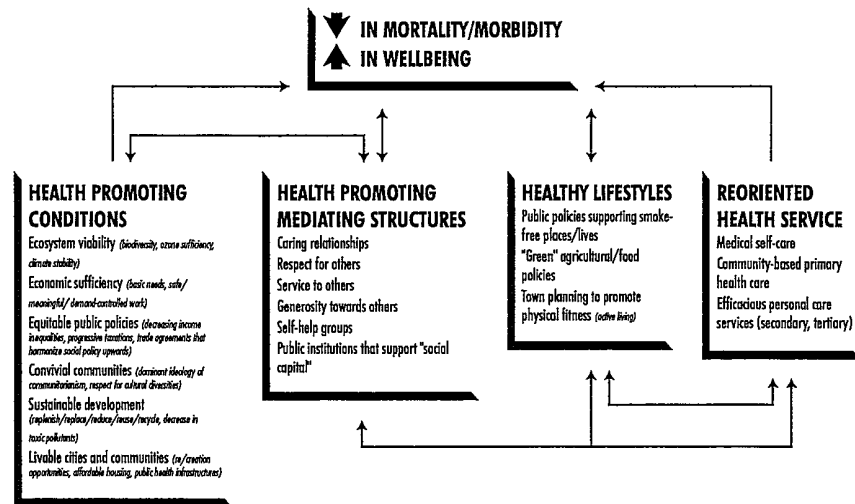 IN MORTALITY/MORBIDITY
IN WELLBEING
HEALTH PROMOTING
CONDITIONS
Ecosystem viability (biodiversity, ozone sufficiency,
climate stability)
Economic sufficiency (basic needs, safe/
meaningful/ demand-controlled work)
Equitable public policies (decreasing income
inequalities, progressive taxations, trade agreements that
harmonize social policy upwards)
Convivial communities (dominant ideology of
communitarianism, respect for cultural diversities)
Sustainable development
(replenish/replace/reduce/reuse/recycle, decrease in
toxic pollutants)
Livable cities and communities (re/creation
opportunities, affordable housing, public health infrastructures)
HEALTH PROMOTING
MEDIATING STRUCTURES
Caring relationships
Respect for others
Service to others
Generosity towards others
Self-help groups
Public institutions that support "social
capital"
HEALTHY LIFESTYLES
Public policies supporting smoke-
free places/lives
"Green" agricultural/food
policies
Town planning to promote
physical fitness (active living)
REORIENTED
HEALTH SERVICE
Medical self-care
Community-based primary
health care
Efficacious personal care
services (secondary, tertiary)